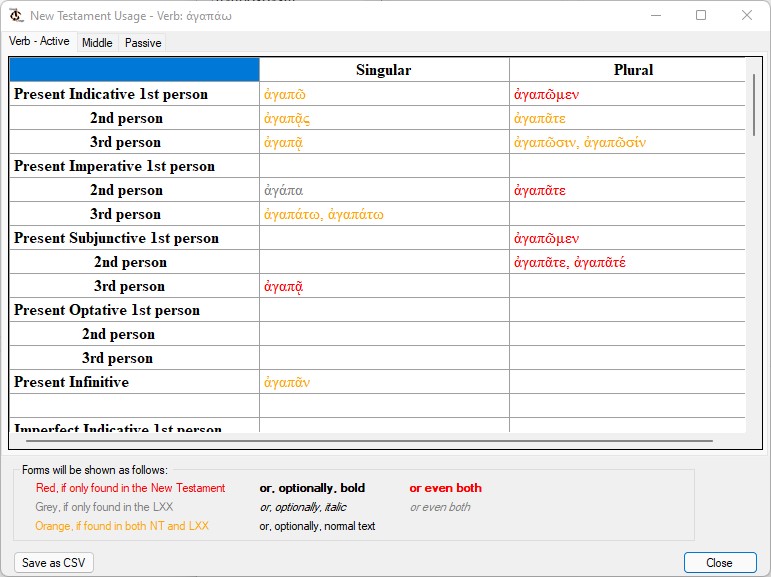 New Testament Usage - Verb: ἀγαπάω
Verb - Active Middle Passive
Singular Plural
Present Indicative 1st person ἀγαπῶ ἀγαπῶμεν
2nd person ἀγαπᾷς ἀγαπᾶτε
3rd person ἀγαπᾷ ἀγαπῶσιν, ἀγαπῶσίν
Present Imperative 1st person
2nd person ἀγάπα ἀγαπᾶτε
3rd person ἀγαπάτω, ἀγαπάτω
Present Subjunctive 1st person ἀγαπῶμεν
2nd person ἀγαπᾶτε, ἀγαπᾶτέ
3rd person ἀγαπᾷ
Present Optative 1st person
2nd person
3rd person
Present Infinitive ἀγαπᾶν
Imperfect Indicative 1st person
Forms will be shown as follows:
Red, if only found in the New Testament or, optionally, bold or even both
Grey, if only found in the LXX or, optionally, italic or even both
Orange, if found in both NT and LXX or, optionally, normal text
Save as CSV Close